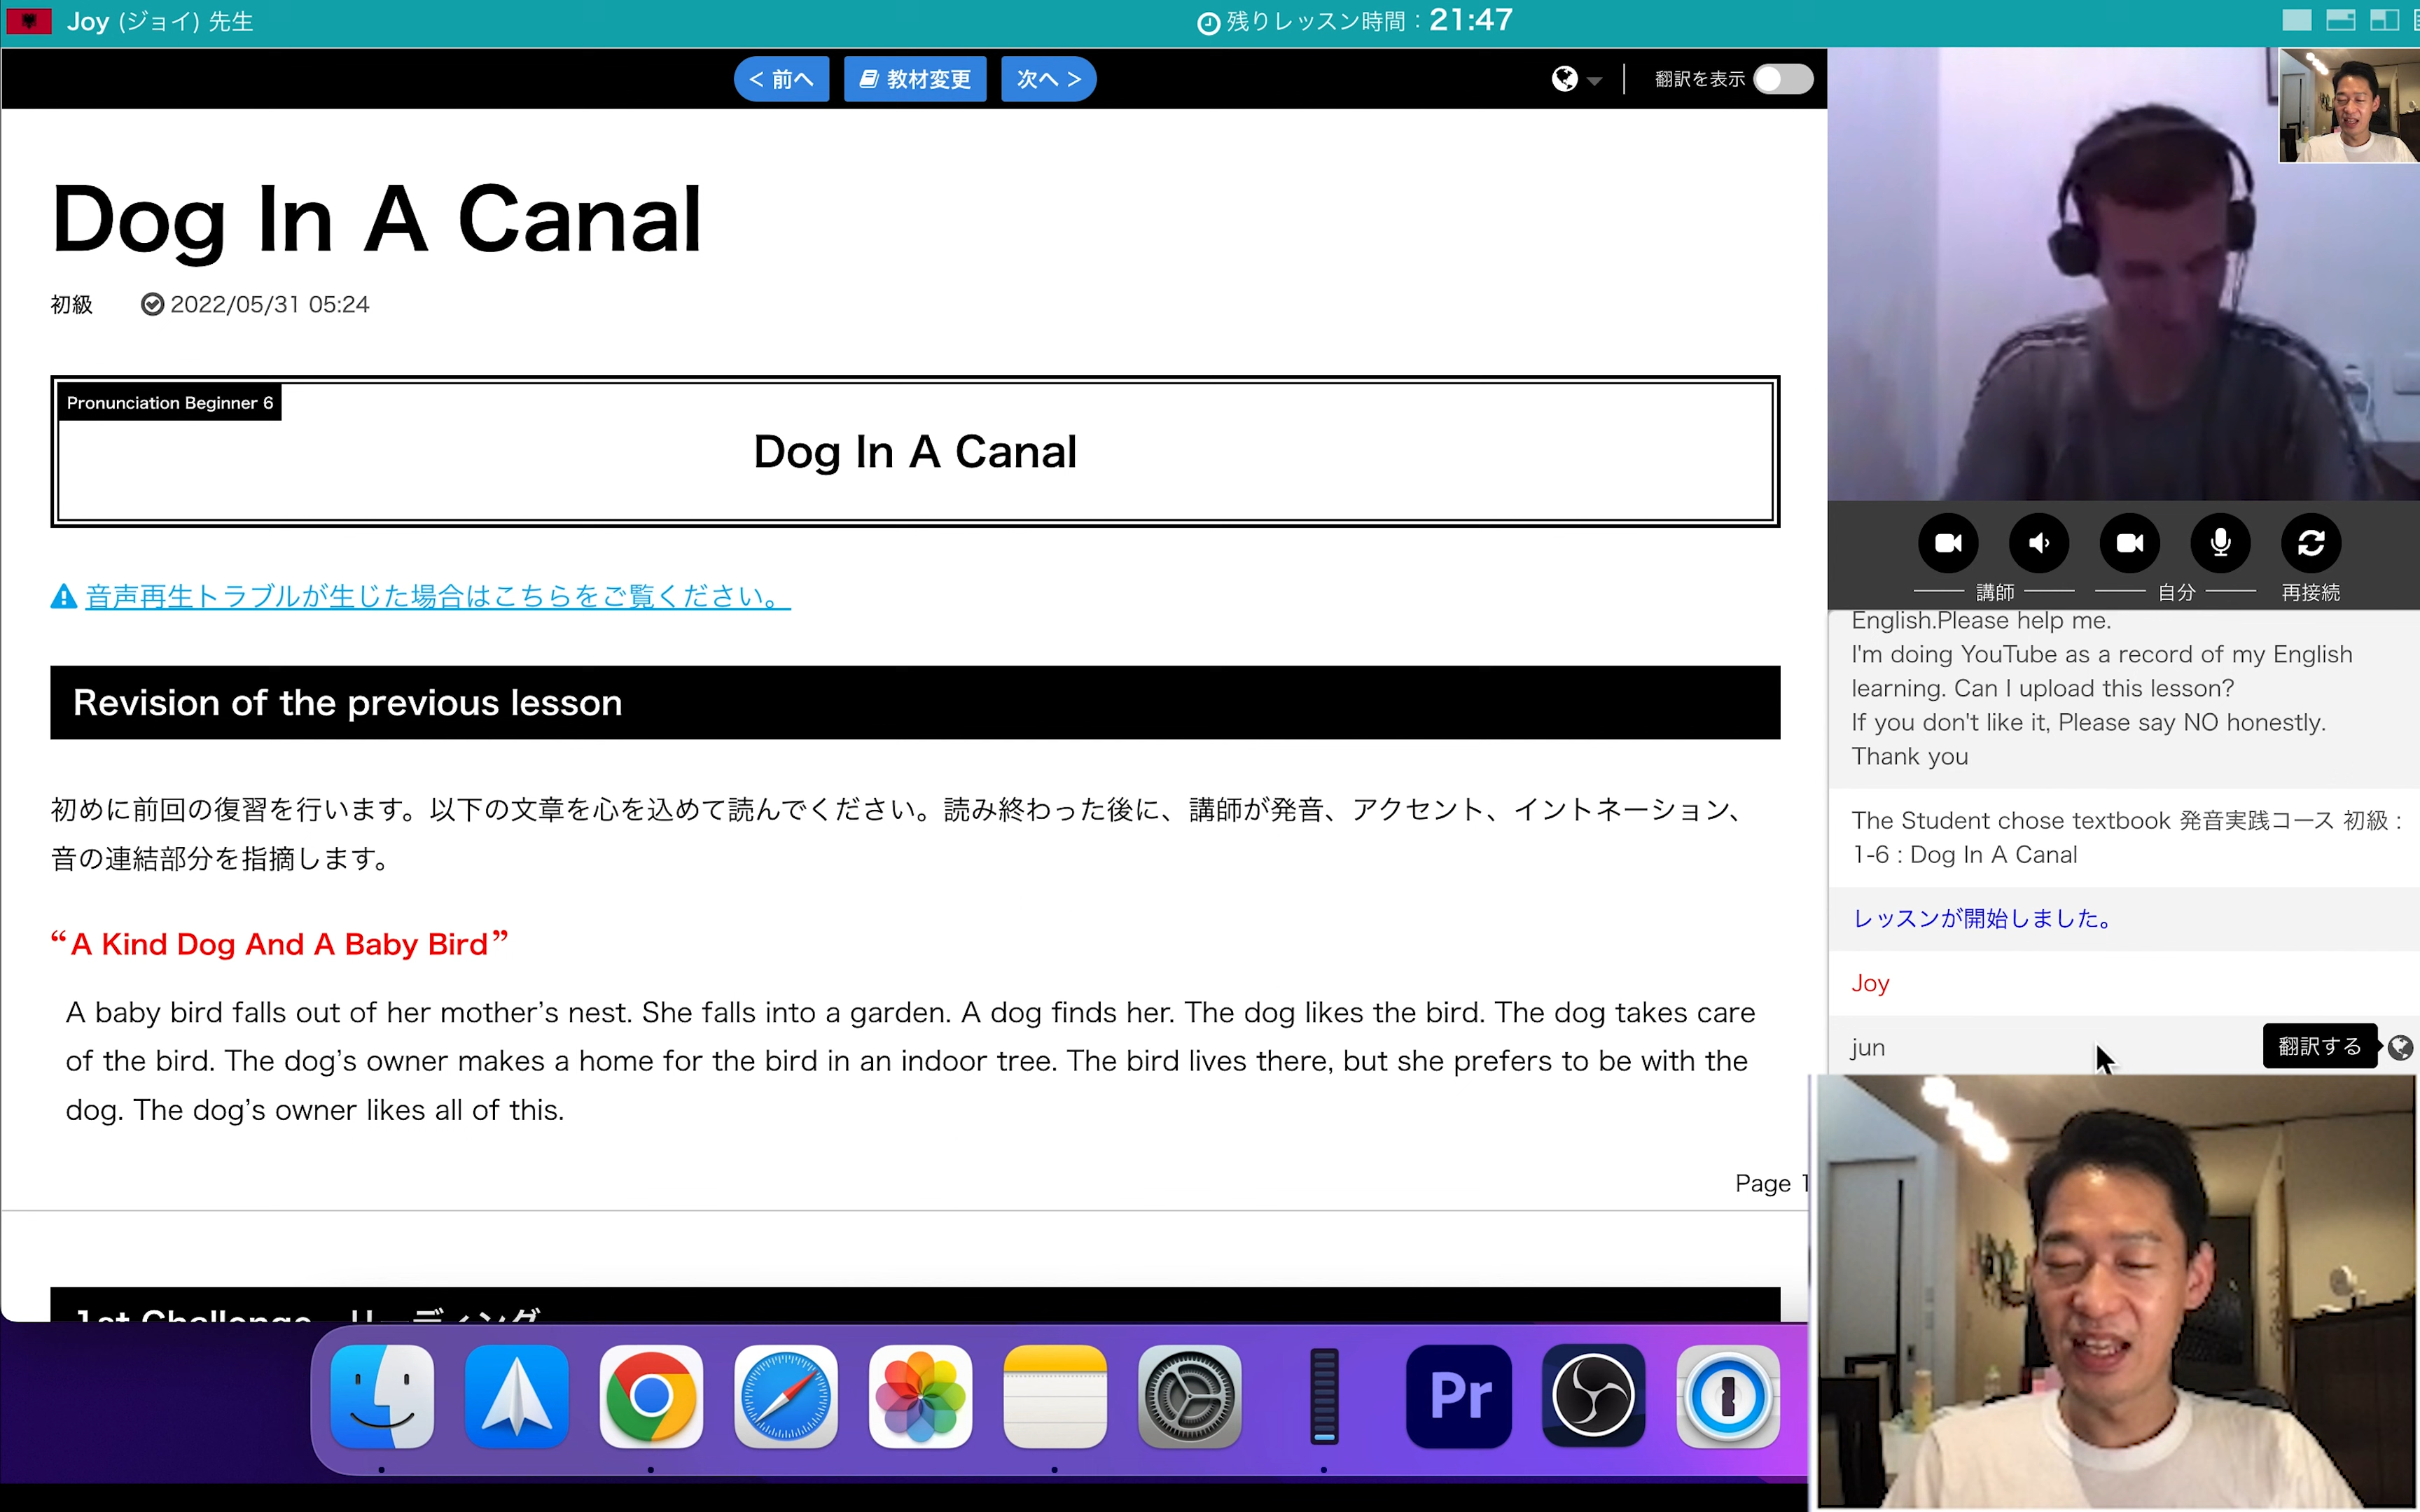 Joy (ジョイ) 先生
残りレッスン時間 : 21:47
< 前へ
教材変更
次へ >
翻訳を表示
Dog In A Canal
初級
2022/05/31 05:24
Pronunciation Beginner 6
Dog In A Canal
音声再生トラブルが生じた場合はこちらをご覧ください。
Revision of the previous lesson
初めに前回の復習を行います。以下の文章を心を込めて読んでください。読み終わった後に、講師が発音、アクセント、イントネーション、
音の連結部分を指摘します。
“A Kind Dog And A Baby Bird”
A baby bird falls out of her mother’s nest. She falls into a garden. A dog finds her. The dog likes the bird. The dog takes care
of the bird. The dog’s owner makes a home for the bird in an indoor tree. The bird lives there, but she prefers to be with the
dog. The dog’s owner likes all of this.
Page 1
1st Challenge リーディング
講師
自分
再接続
English.Please help me.
I'm doing YouTube as a record of my English
learning. Can I upload this lesson?
If you don't like it, Please say NO honestly.
Thank you
The Student chose textbook 発音実践コース 初級 :
1-6 : Dog In A Canal
レッスンが開始しました。
Joy
jun
翻訳する
Pr